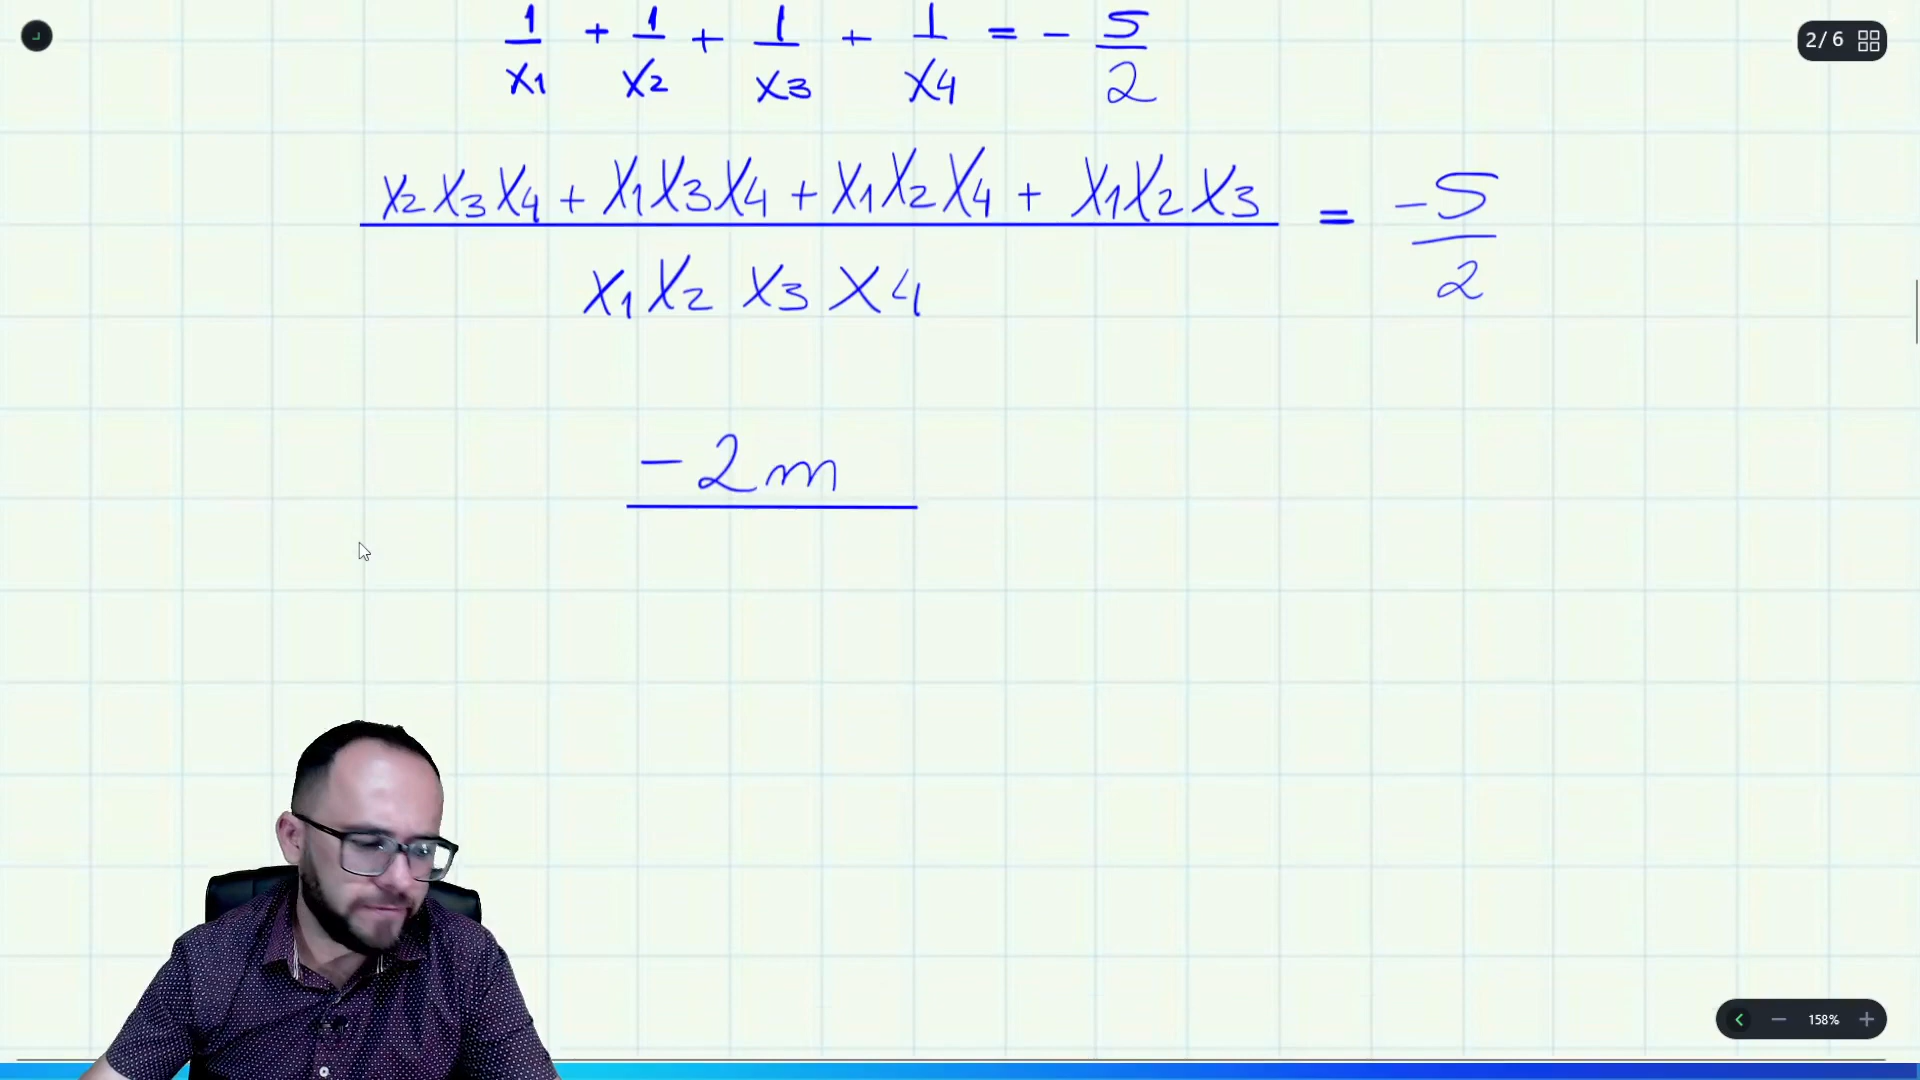 1/x1 + 1/x2 + 1/x3 + 1/x4 = - 5/2
2/6
(x2x3x4 + x1x3x4 + x1x2x4 + x1x2x3)/(x1x2x3x4) = -5/2
-2m
158%